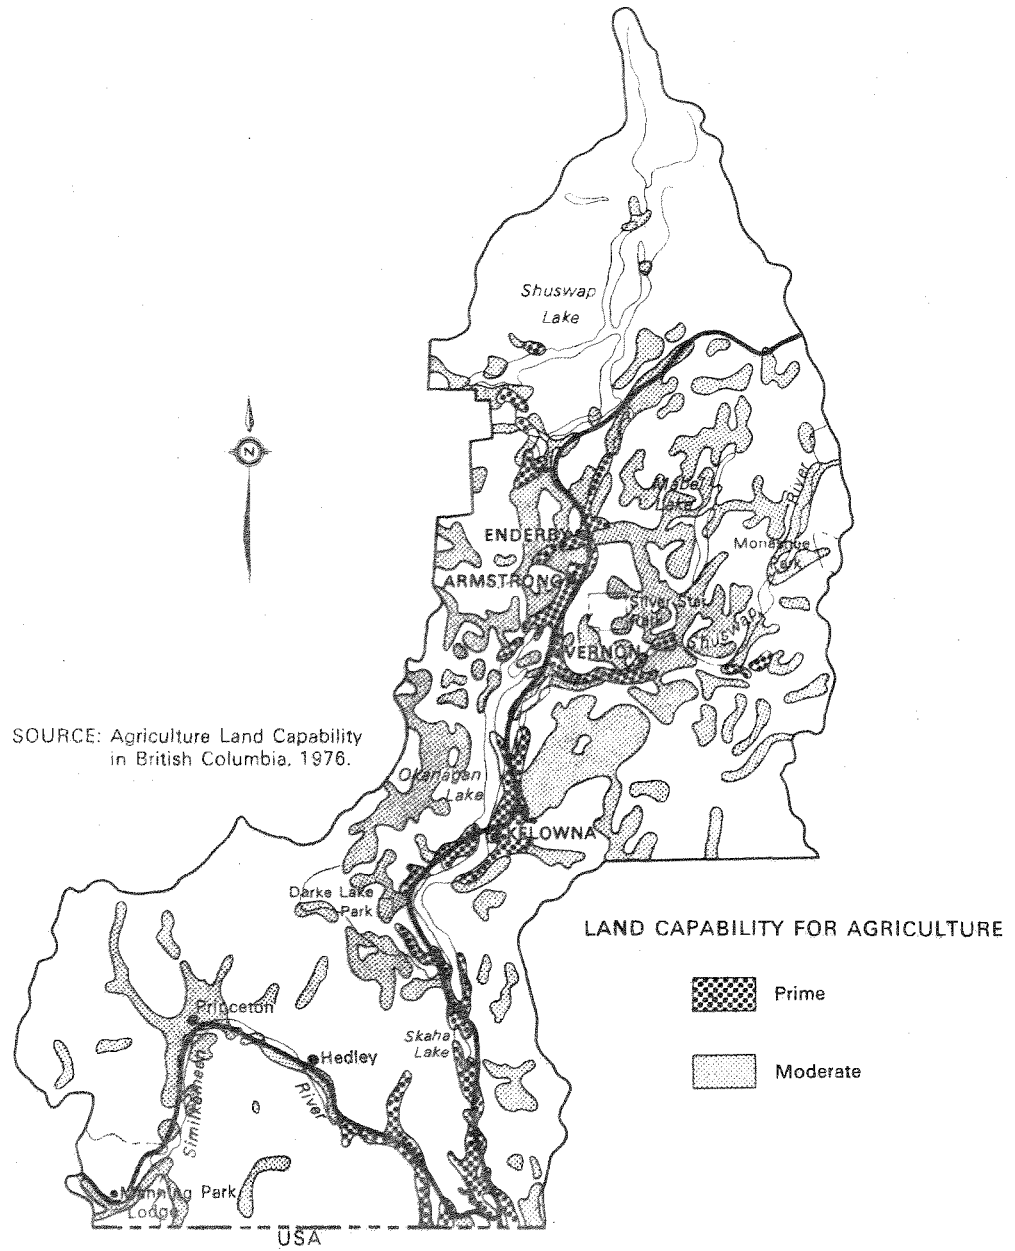 Shuswap
Lake
N
Mabel
Lake
River
ENDERBY
Monashee
Park
ARMSTRONG
Silver Star
Park
Shuswap
VERNON
SOURCE: Agriculture Land Capability
in British Columbia, 1976.
Okanagan
Lake
KELOWNA
Darke Lake
Park
LAND CAPABILITY FOR AGRICULTURE
Prime
Princeton
Skaha
Lake
Hedley
Moderate
Similkameen
River
Manning Park
Lodge
USA